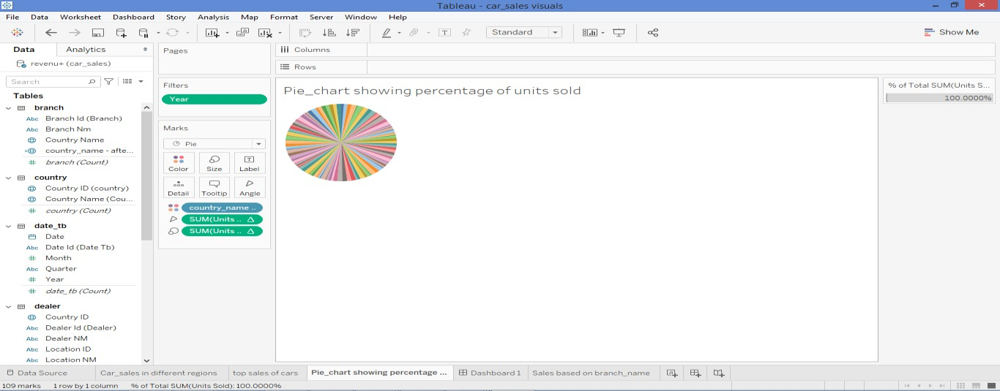 Tableau - car_sales visuals
File Data Worksheet Dashboard Story Analysis Map Format Server Window Help
Standard
Show Me
Data Analytics
revenu+ (car_sales)
Search
Tables
branch
Abc Branch Id (Branch)
Abc Branch Nm
Country Name
country_name - afte...
branch (Count)
country
Country ID (country)
Country Name (Cou...
country (Count)
date_tb
Date
Abc Date Id (Date Tb)
Month
Abc Quarter
Year
date_tb (Count)
dealer
Country ID
Abc Dealer Id (Dealer)
Abc Dealer NM
Abc Location ID
Abc Location NM
Pages
Filters
Year
Marks
Pie
Color Size Label
Detail Tooltip Angle
country_name ..
SUM(Units ..
SUM(Units ..
Columns
Rows
Pie_chart showing percentage of units sold
% of Total SUM(Units S...
100.0000%
Data Source Car_sales in different regions top sales of cars Pie_chart showing percentage ... Dashboard 1 Sales based on branch_name
109 marks 1 row by 1 column % of Total SUM(Units Sold): 100.0000%